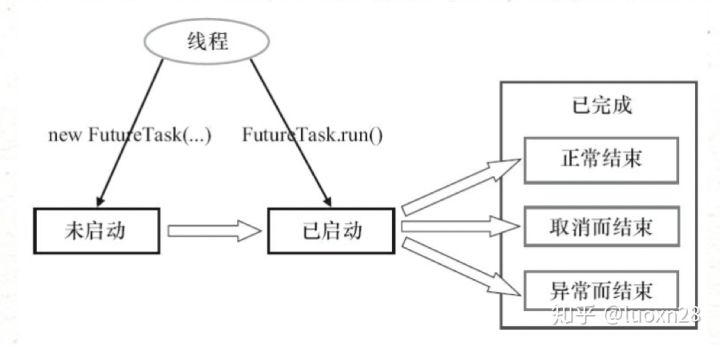 线程
已完成
new FutureTask(...)
FutureTask.run()
正常结束
未启动
已启动
取消而结束
异常而结束
知乎 @luoxn28